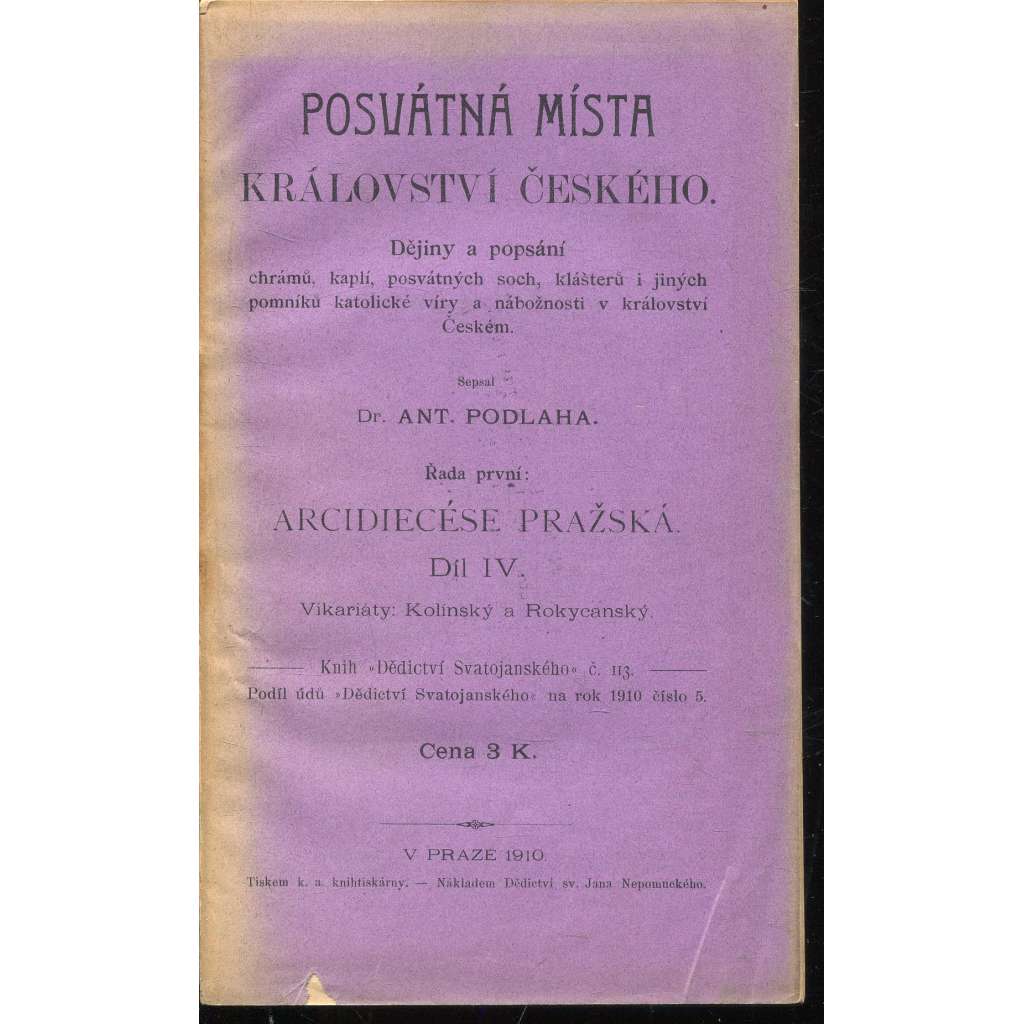 POSVÁTNÁ MÍSTA
KRÁLOVSTVÍ ČESKÉHO.
Dějiny a popsání
chrámů, kaplí, posvátných soch, klášterů i jiných
pomníků katolické víry a nábožnosti v království
Českém.
Sepsal
Dr. ANT. PODLAHA.
Řada první:
ARCIDIECÉSE PRAŽSKÁ.
Díl IV.
Vikariáty: Kolínský a Rokycanský.
Knih »Dědictví Svatojanského« č. 113.
Podíl údů »Dědictví Svatojanského« na rok 1910 číslo 5.
Cena 3 K.
V PRAZE 1910.
Tiskem k. a. knihtiskárny. — Nákladem Dědictví sv. Jana Nepomuckého.